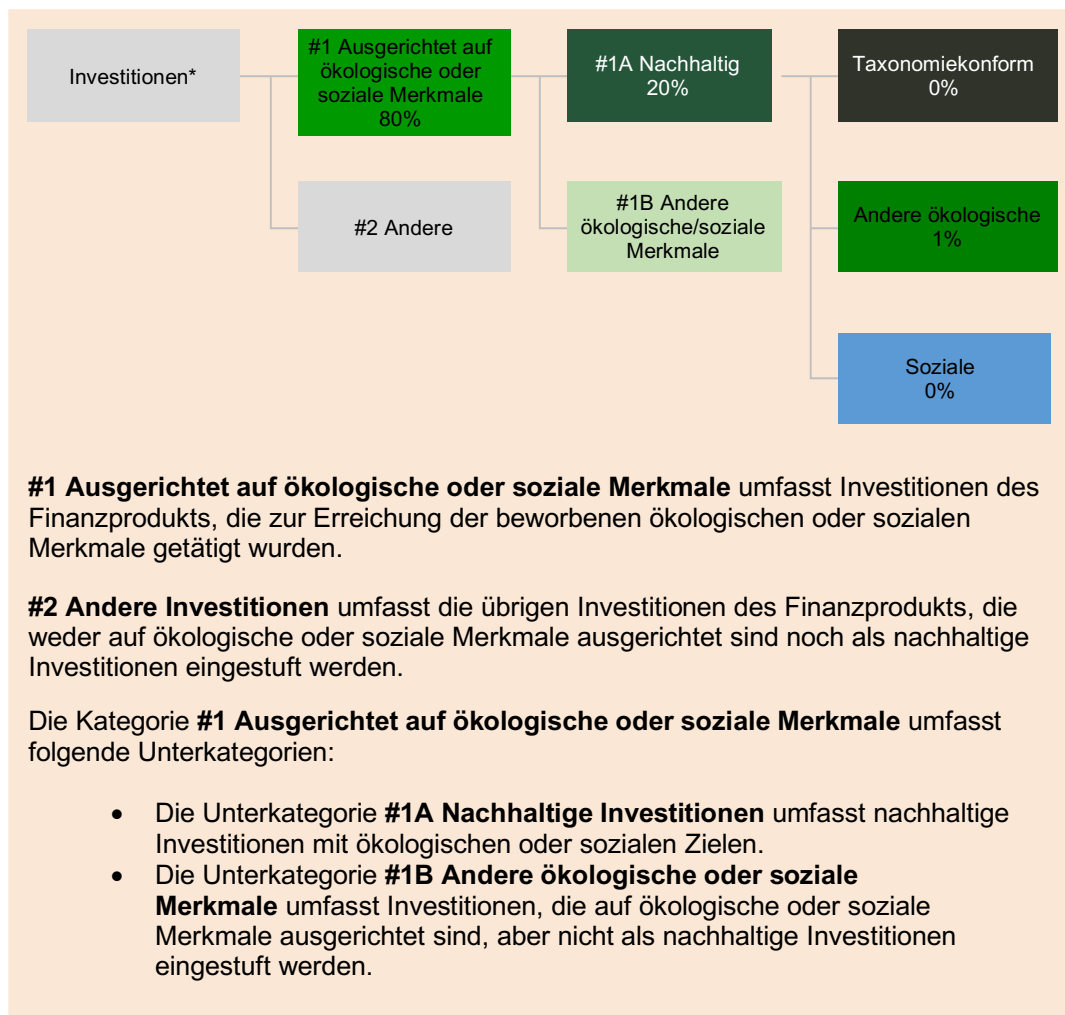 Investitionen*
#1 Ausgerichtet auf
ökologische oder
soziale Merkmale
80%
#1A Nachhaltig
20%
Taxonomiekonform
0%
#2 Andere
#1B Andere
ökologische/soziale
Merkmale
Andere ökologische
1%
Soziale
0%
#1 Ausgerichtet auf ökologische oder soziale Merkmale umfasst Investitionen des
Finanzprodukts, die zur Erreichung der beworbenen ökologischen oder sozialen
Merkmale getätigt wurden.
#2 Andere Investitionen umfasst die übrigen Investitionen des Finanzprodukts, die
weder auf ökologische oder soziale Merkmale ausgerichtet sind noch als nachhaltige
Investitionen eingestuft werden.
Die Kategorie #1 Ausgerichtet auf ökologische oder soziale Merkmale umfasst
folgende Unterkategorien:
• Die Unterkategorie #1A Nachhaltige Investitionen umfasst nachhaltige
Investitionen mit ökologischen oder sozialen Zielen.
• Die Unterkategorie #1B Andere ökologische oder soziale
Merkmale umfasst Investitionen, die auf ökologische oder soziale
Merkmale ausgerichtet sind, aber nicht als nachhaltige Investitionen
eingestuft werden.